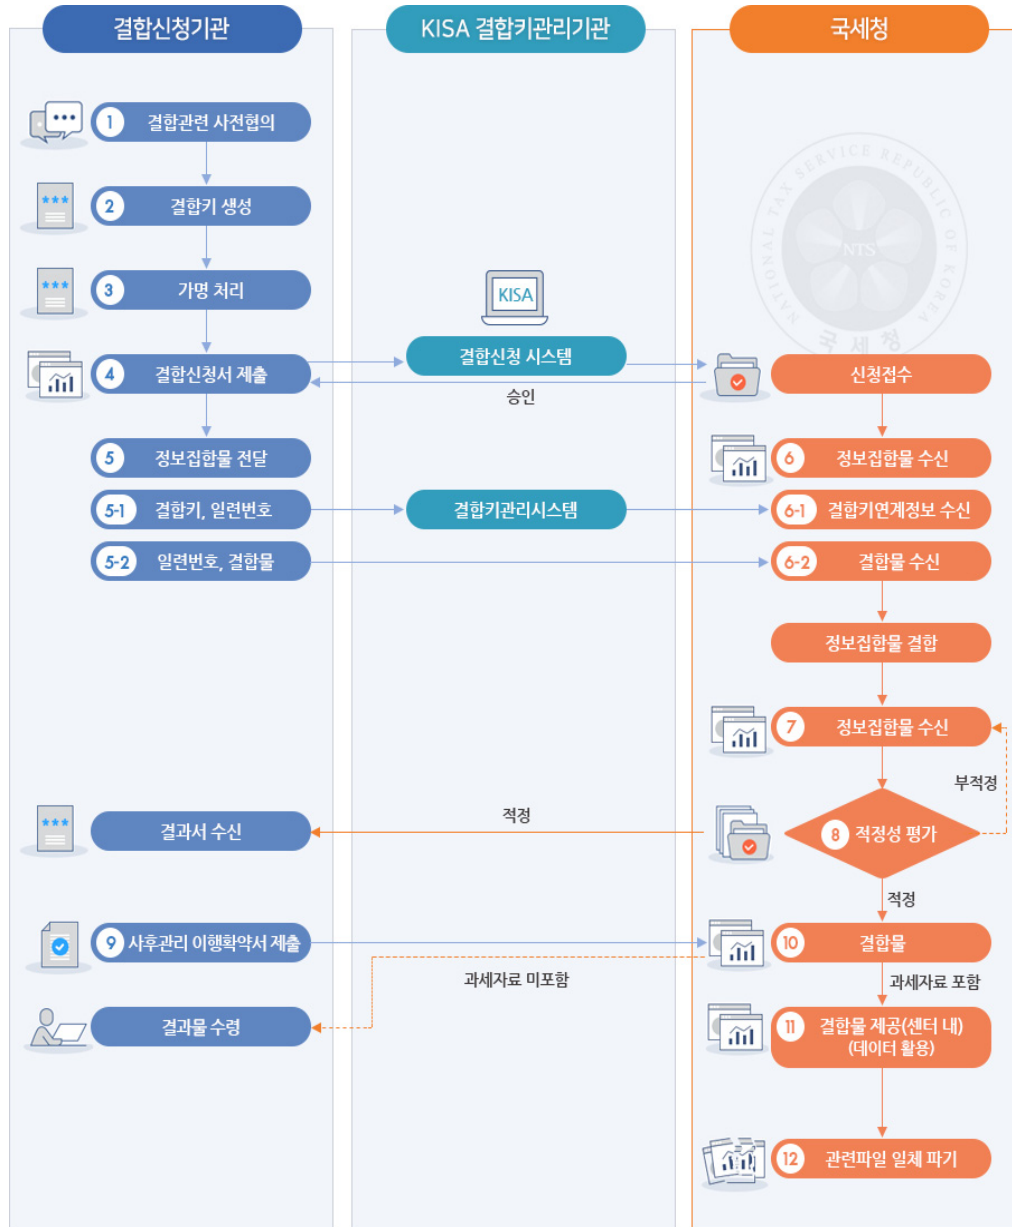 결합신청기관
KISA 결합키관리기관
국세청
1 결합관련 사전협의
2 결합키 생성
NATIONAL TAX SERVICE REPUBLIC OF KOREA
NTS
국세청
3 가명 처리
KISA
4 결합신청서 제출
결합신청 시스템
신청접수
승인
5 정보집합물 전달
6 정보집합물 수신
5-1 결합키, 일련번호
결합키관리시스템
6-1 결합키연계정보 수신
5-2 일련번호, 결합물
6-2 결합물 수신
정보집합물 결합
7 정보집합물 수신
부적정
결과서 수신
적정
8 적정성 평가
적정
9 사후관리 이행확약서 제출
10 결합물
과세자료 미포함
과세자료 포함
결과물 수령
11 결합물 제공(센터 내)
(데이터 활용)
12 관련파일 일체 파기